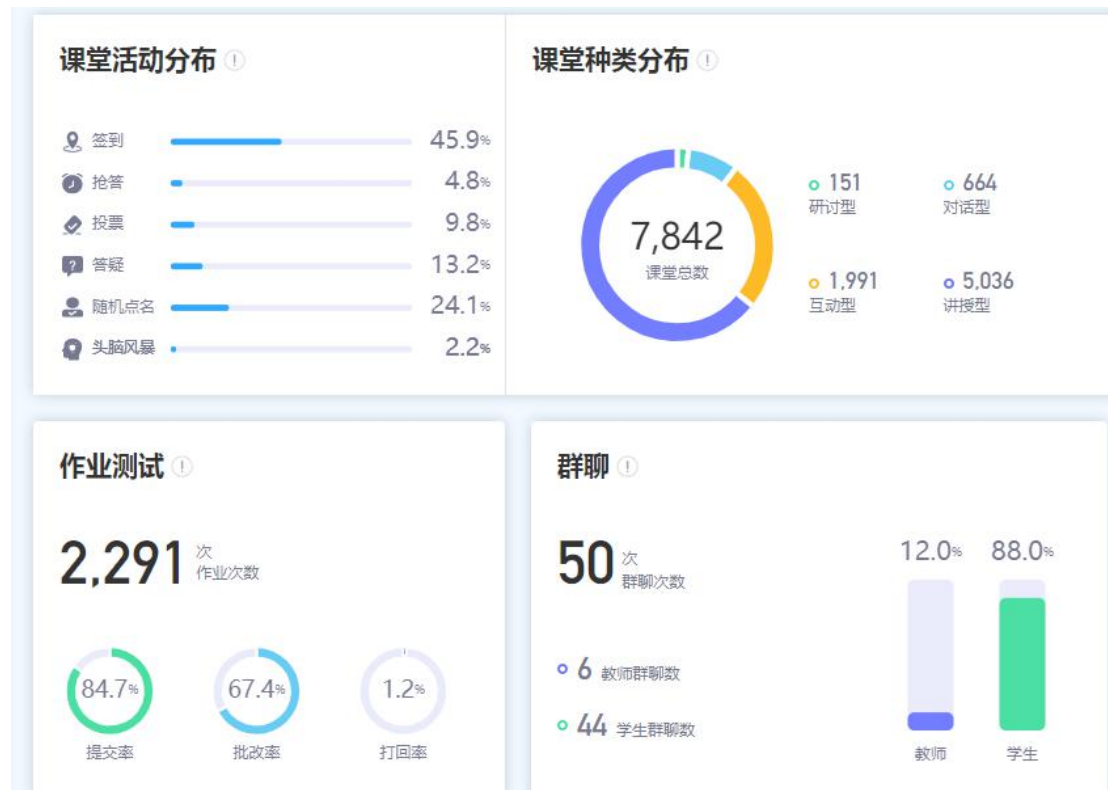 课堂活动分布
签到 45.9%
抢答 4.8%
投票 9.8%
答疑 13.2%
随机点名 24.1%
头脑风暴 2.2%
课堂种类分布
7,842
课堂总数
151
研讨型
664
对话型
1,991
互动型
5,036
讲授型
作业测试
2,291 次
作业次数
84.7%
提交率
67.4%
批改率
1.2%
打回率
群聊
50 次
群聊次数
6 教师群聊数
44 学生群聊数
12.0%
教师
88.0%
学生